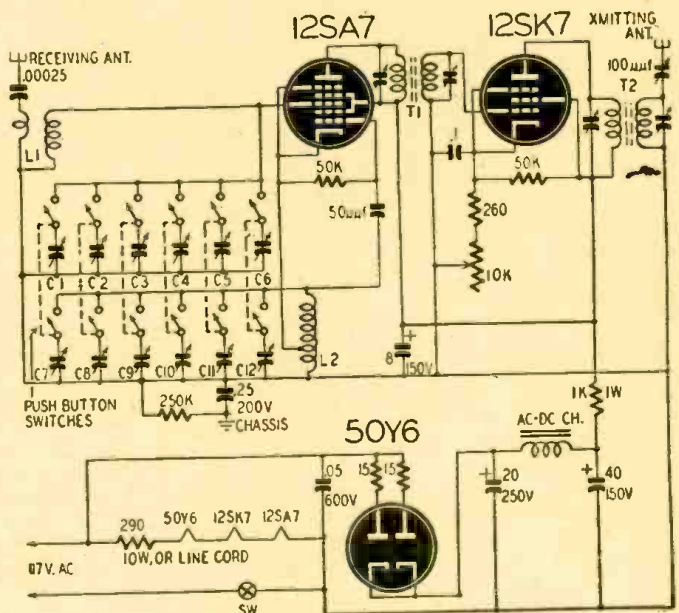 12SA7
12SK7
XMITTING
ANT.
RECEIVING ANT.
.00025
100μμf
T2
L1
T1
.1
50K
50K
50μμf
260
10K
C1 C2 C3 C4 C5 C6
L2
8
+
150V
C7 C8 C9 C10 C11 C12
.25
200V
PUSH BUTTON
SWITCHES
250K
CHASSIS
1K 1W
AC-DC CH.
50Y6
.05
600V
15 15
+
20
250V
+
40
150V
290
50Y6 12SK7 12SA7
10W, OR LINE CORD
117 V. AC
SW